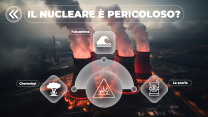 IL NUCLEARE È PERICOLOSO?
Fukushima
Chernobyl
Le scorie